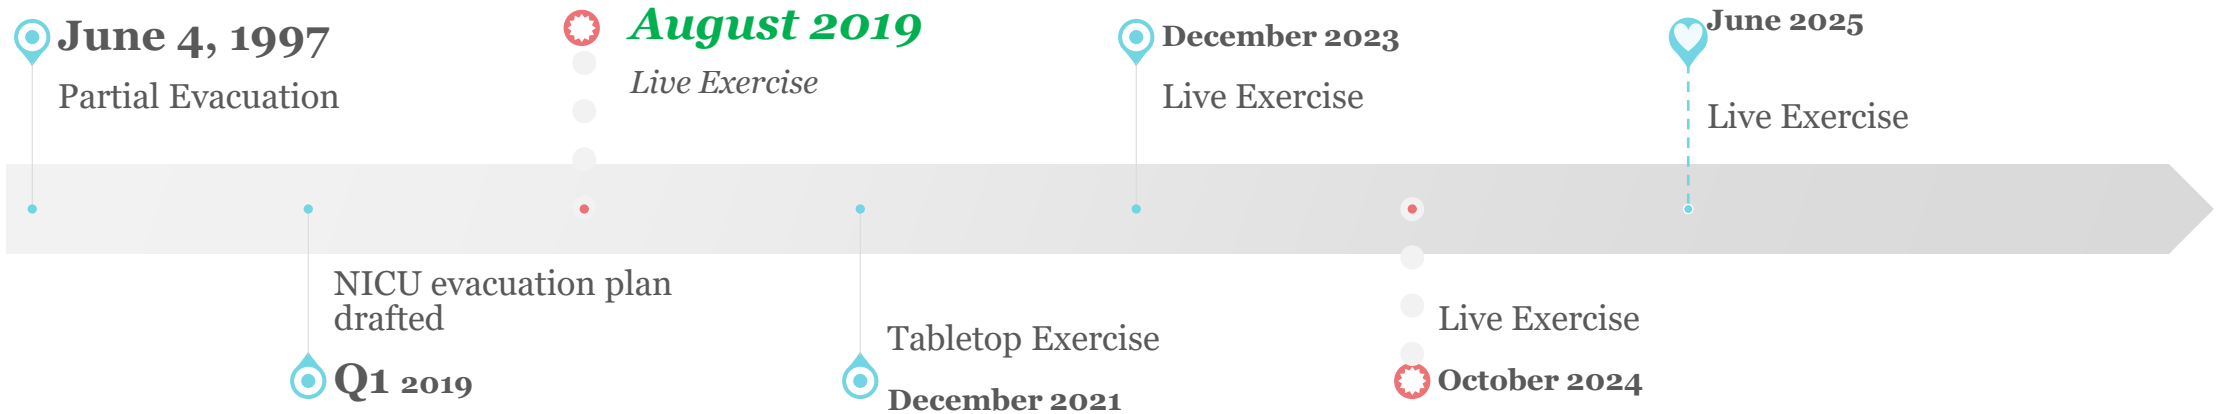 June 4, 1997
Partial Evacuation
NICU evacuation plan
drafted
Q1 2019
August 2019
Live Exercise
Tabletop Exercise
December 2021
December 2023
Live Exercise
Live Exercise
October 2024
June 2025
Live Exercise